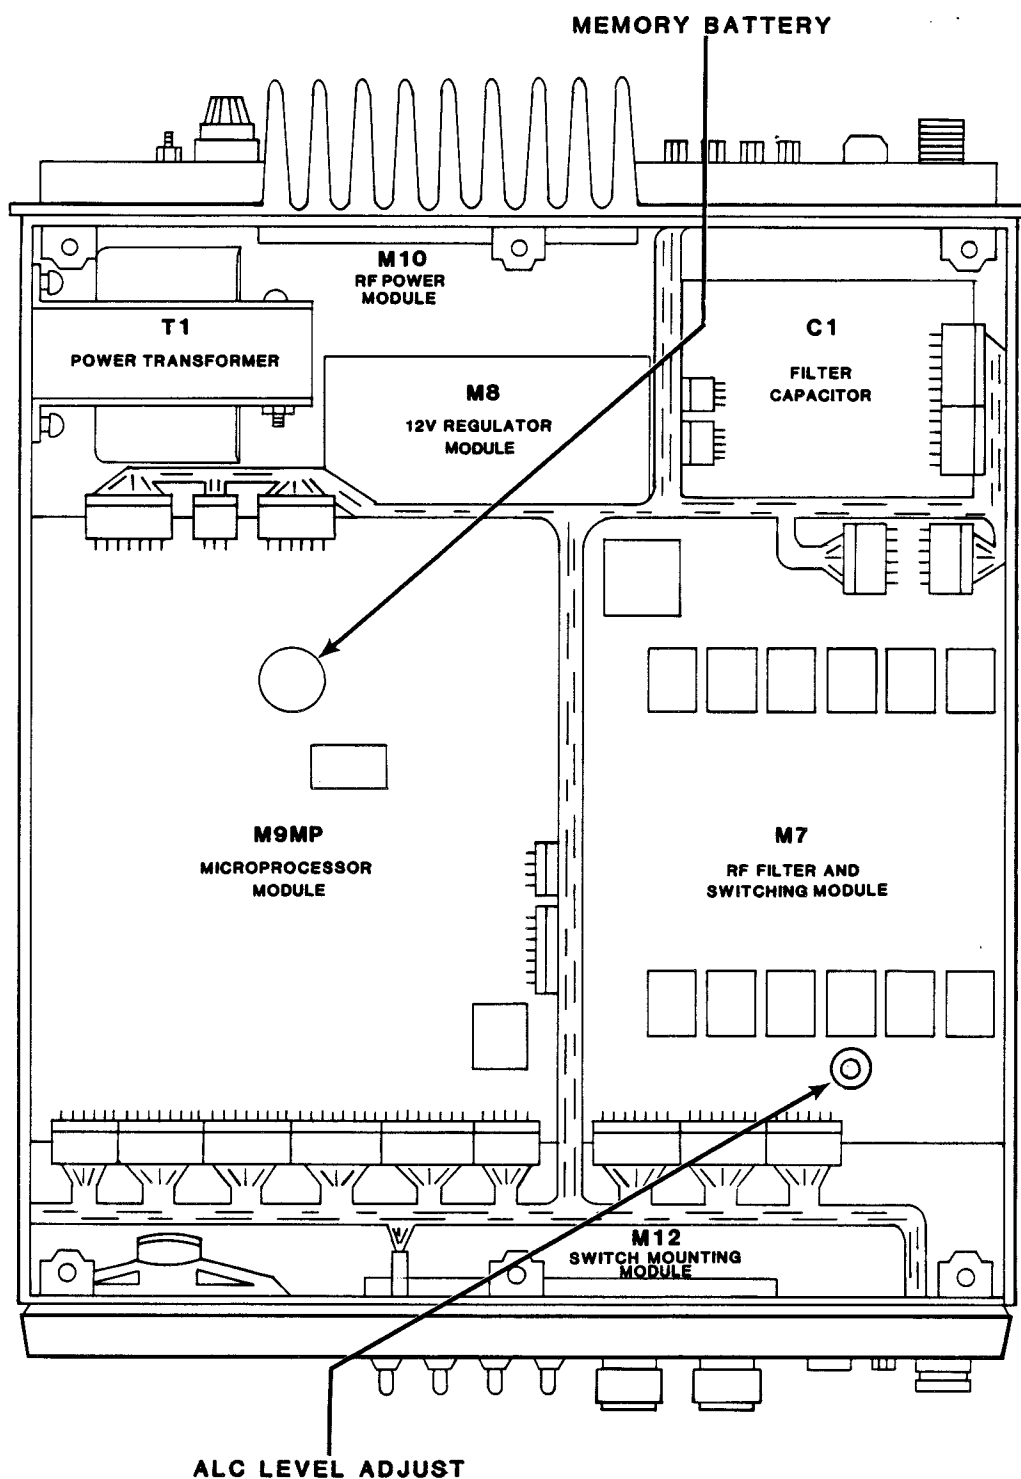 MEMORY BATTERY
M10
RF POWER
MODULE
T1
POWER TRANSFORMER
C1
FILTER
CAPACITOR
M8
12V REGULATOR
MODULE
M9MP
MICROPROCESSOR
MODULE
M7
RF FILTER AND
SWITCHING MODULE
M12
SWITCH MOUNTING
MODULE
ALC LEVEL ADJUST